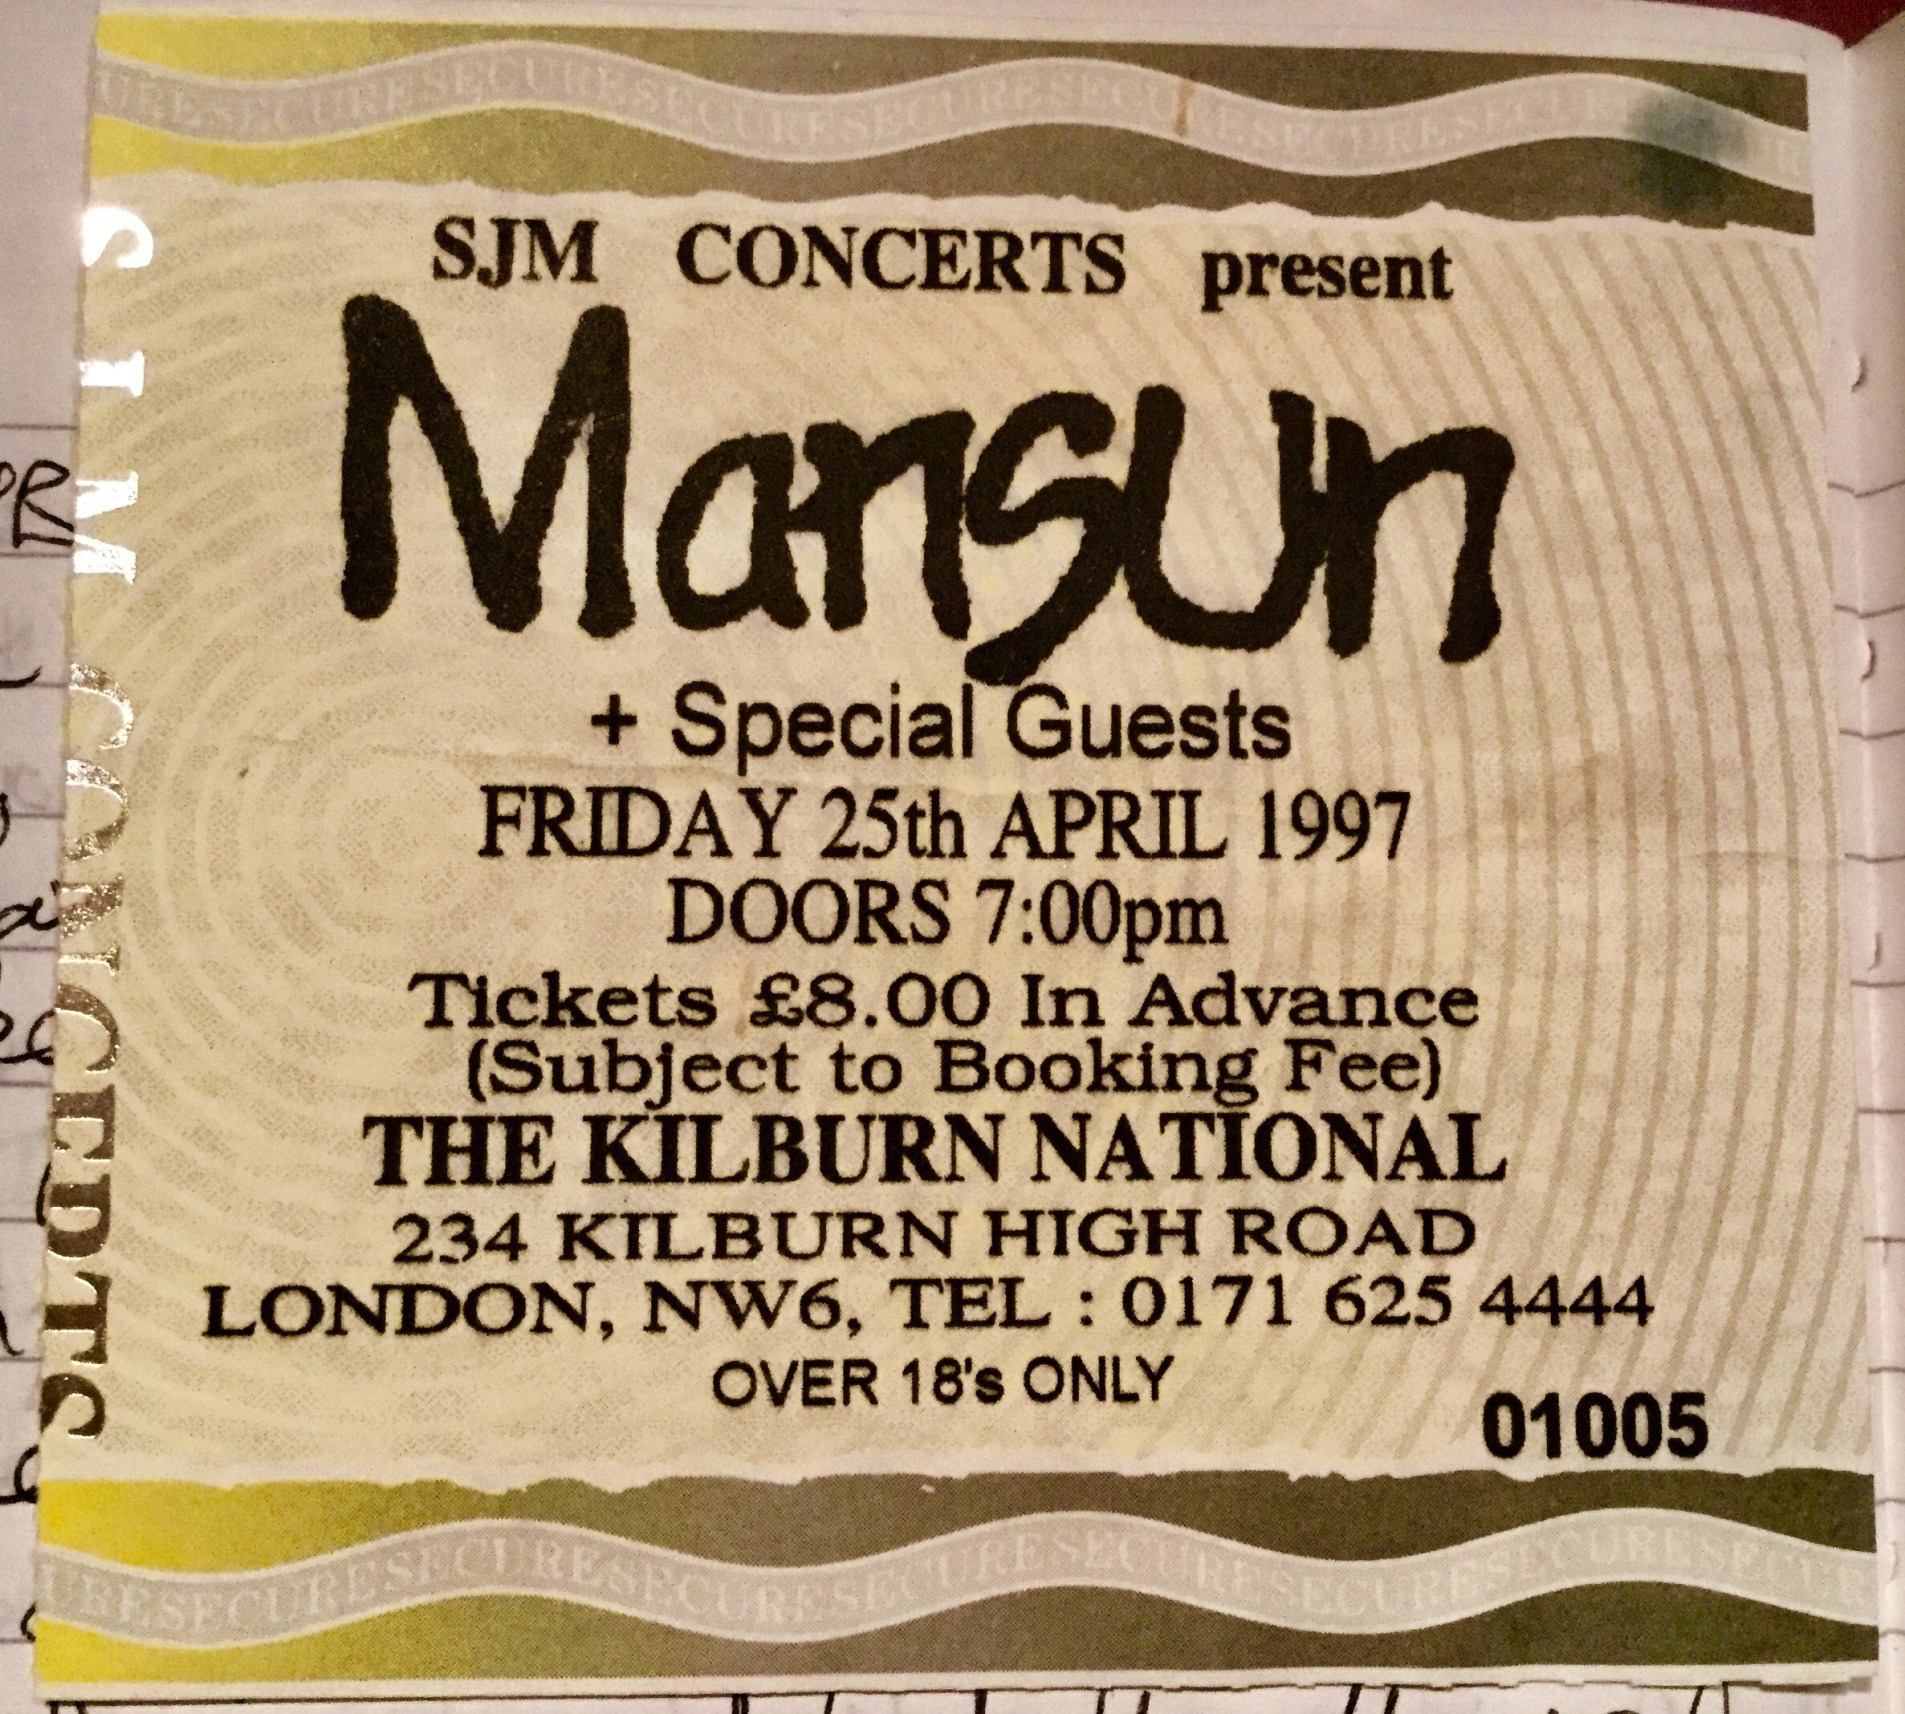 URESECURESECURESECURESECURESECURESECURESECURESECURE
SJM CONCERTS present
Mansun
+ Special Guests
FRIDAY 25th APRIL 1997
DOORS 7:00pm
Tickets £8.00 In Advance
(Subject to Booking Fee)
THE KILBURN NATIONAL
234 KILBURN HIGH ROAD
LONDON, NW6, TEL : 0171 625 4444
OVER 18's ONLY
01005
SJM CONCERTS
URESECURESECURESECURESECURESECURESECURESECURESECUR